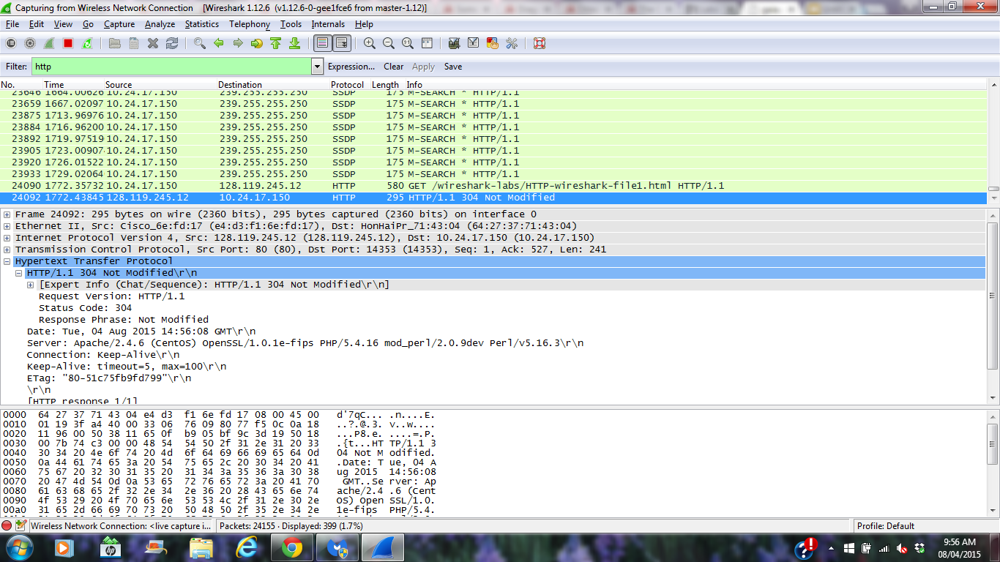 Capturing from Wireless Network Connection [Wireshark 1.12.6 (v1.12.6-0-gee1fce6 from master-1.12)]
File Edit View Go Capture Analyze Statistics Telephony Tools Internals Help
Filter: http Expression... Clear Apply Save
No. Time Source Destination Protocol Length Info
23646 1664.00626 10.24.17.150 239.255.255.250 SSDP 175 M-SEARCH * HTTP/1.1
23659 1667.02097 10.24.17.150 239.255.255.250 SSDP 175 M-SEARCH * HTTP/1.1
23875 1713.96976 10.24.17.150 239.255.255.250 SSDP 175 M-SEARCH * HTTP/1.1
23884 1716.96200 10.24.17.150 239.255.255.250 SSDP 175 M-SEARCH * HTTP/1.1
23892 1719.97519 10.24.17.150 239.255.255.250 SSDP 175 M-SEARCH * HTTP/1.1
23905 1723.00907 10.24.17.150 239.255.255.250 SSDP 175 M-SEARCH * HTTP/1.1
23920 1726.01522 10.24.17.150 239.255.255.250 SSDP 175 M-SEARCH * HTTP/1.1
23933 1729.02064 10.24.17.150 239.255.255.250 SSDP 175 M-SEARCH * HTTP/1.1
24090 1772.35732 10.24.17.150 128.119.245.12 HTTP 580 GET /wireshark-labs/HTTP-wireshark-file1.html HTTP/1.1
24092 1772.43845 128.119.245.12 10.24.17.150 HTTP 295 HTTP/1.1 304 Not Modified
Frame 24092: 295 bytes on wire (2360 bits), 295 bytes captured (2360 bits) on interface 0
Ethernet II, Src: Cisco_6e:fd:17 (e4:d3:f1:6e:fd:17), Dst: HonHaiPr_71:43:04 (64:27:37:71:43:04)
Internet Protocol Version 4, Src: 128.119.245.12 (128.119.245.12), Dst: 10.24.17.150 (10.24.17.150)
Transmission Control Protocol, Src Port: 80 (80), Dst Port: 14353 (14353), Seq: 1, Ack: 527, Len: 241
Hypertext Transfer Protocol
HTTP/1.1 304 Not Modified\r\n
[Expert Info (Chat/Sequence): HTTP/1.1 304 Not Modified\r\n]
Request Version: HTTP/1.1
Status Code: 304
Response Phrase: Not Modified
Date: Tue, 04 Aug 2015 14:56:08 GMT\r\n
Server: Apache/2.4.6 (CentOS) OpenSSL/1.0.1e-fips PHP/5.4.16 mod_perl/2.0.9dev Perl/v5.16.3\r\n
Connection: Keep-Alive\r\n
Keep-Alive: timeout=5, max=100\r\n
ETag: "80-51c75fb9fd799"\r\n
\r\n
[HTTP response 1/1]
0000 64 27 37 71 43 04 e4 d3 f1 6e fd 17 08 00 45 00 d'7qC... .n....E.
0010 01 19 3f a4 40 00 33 06 76 09 80 77 f5 0c 0a 18 ..?.@.3. v..w....
0020 11 96 00 50 38 11 65 0f b9 05 bf 9c 3d 19 50 18 ...P8.e. ....=.P.
0030 00 7b 74 c3 00 00 48 54 54 50 2f 31 2e 31 20 33 .{t...HT TP/1.1 3
0040 30 34 20 4e 6f 74 20 4d 6f 64 69 66 69 65 64 0d 04 Not M odified.
0050 0a 44 61 74 65 3a 20 54 75 65 2c 20 30 34 20 41 .Date: T ue, 04 A
0060 75 67 20 32 30 31 35 20 31 34 3a 35 36 3a 30 38 ug 2015 14:56:08
0070 20 47 4d 54 0d 0a 53 65 72 76 65 72 3a 20 41 70 GMT..Se rver: Ap
0080 61 63 68 65 2f 32 2e 34 2e 36 20 28 43 65 6e 74 ache/2.4 .6 (Cent
0090 4f 53 29 20 4f 70 65 6e 53 53 4c 2f 31 2e 30 2e OS) Open SSL/1.0.
00a0 31 65 2d 66 69 70 73 20 50 48 50 2f 35 2e 34 2e 1e-fips PHP/5.4.
Wireless Network Connection: <live capture i... Packets: 24155 · Displayed: 399 (1.7%) Profile: Default
9:56 AM
08/04/2015